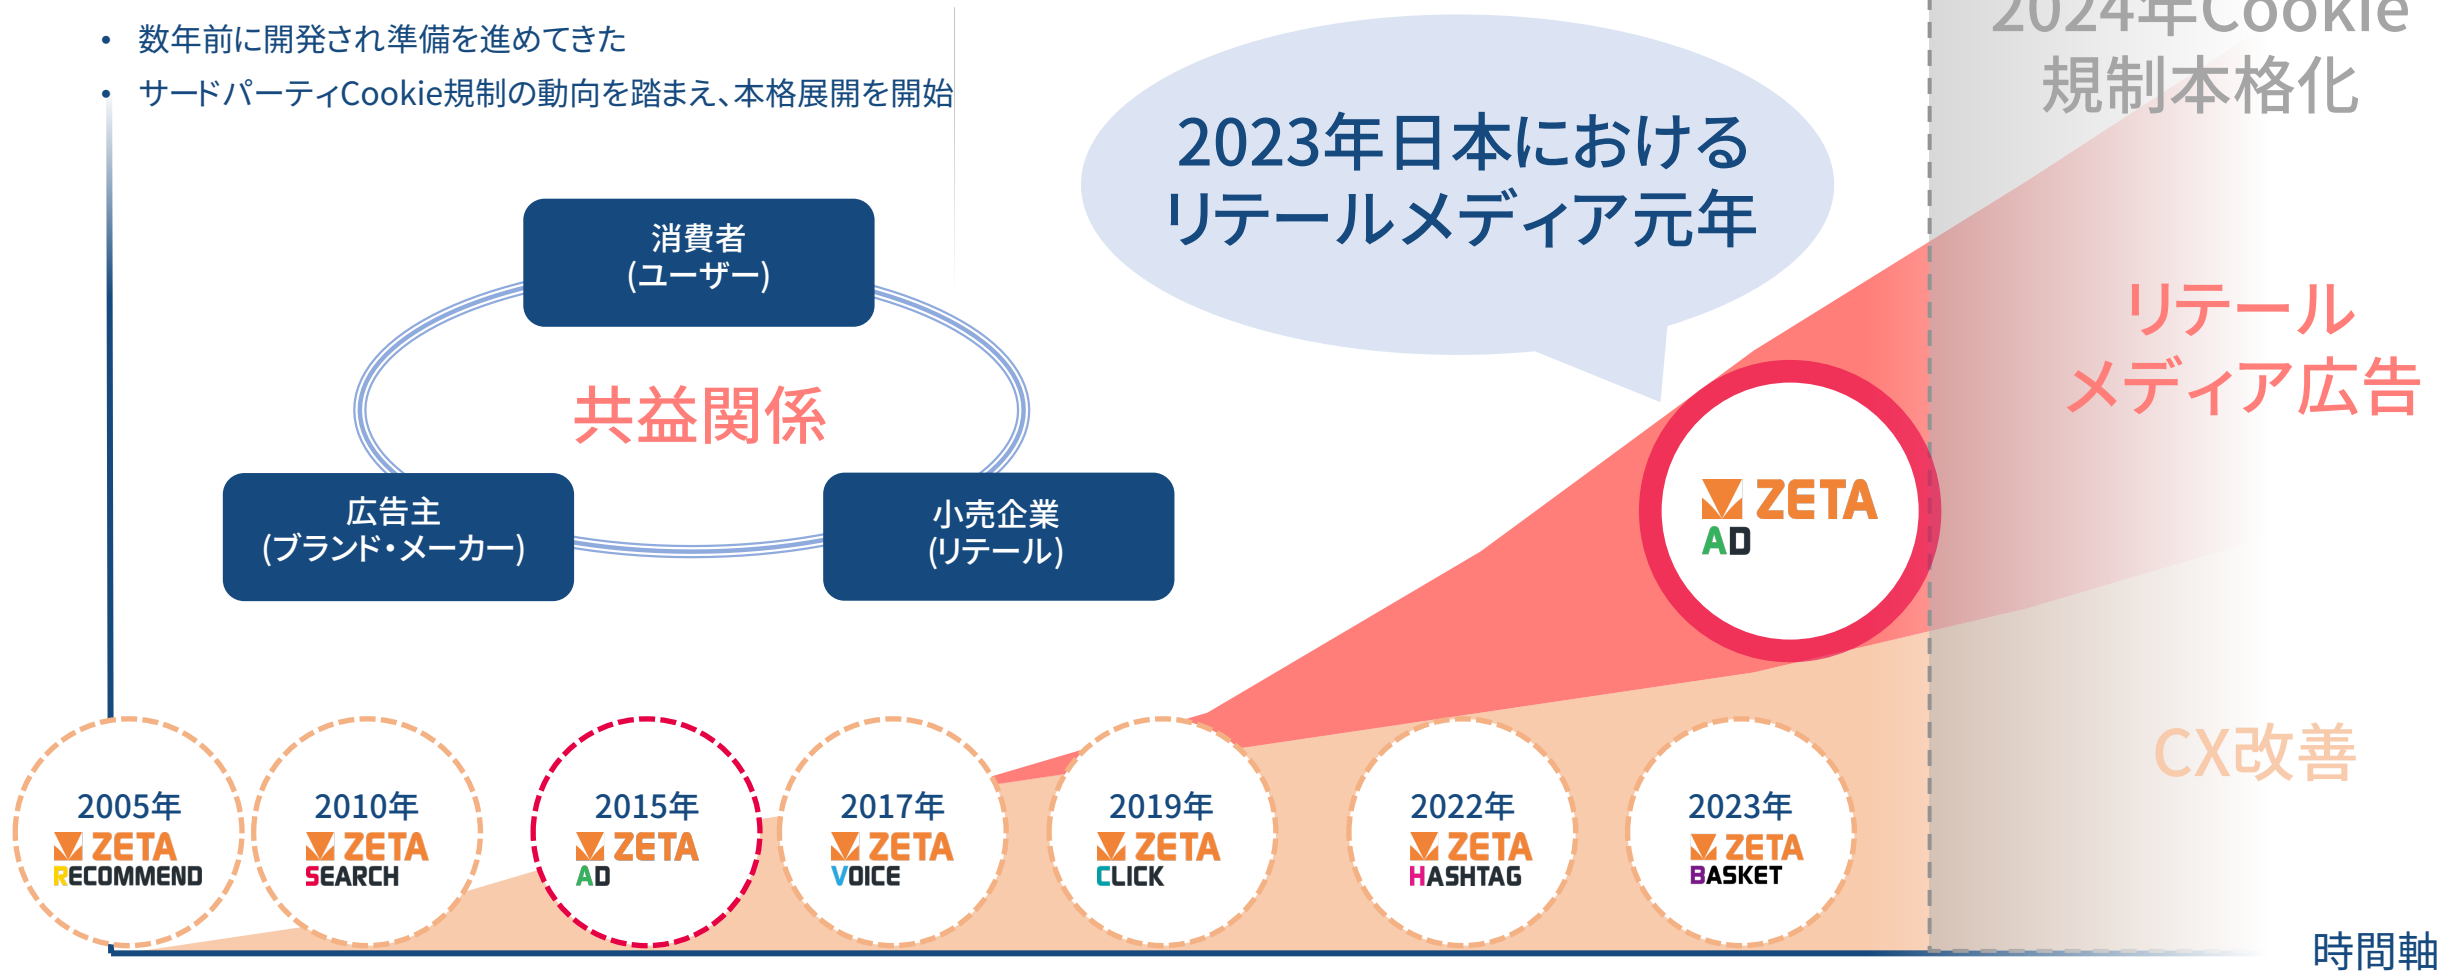 • 数年前に開発され準備を進めてきた
• サードパーティCookie規制の動向を踏まえ、本格展開を開始
2024年Cookie
規制本格化
2023年日本における
リテールメディア元年
消費者
(ユーザー)
共益関係
広告主
(ブランド・メーカー)
小売企業
(リテール)
リテール
メディア広告
ZETA
AD
CX改善
2005年
ZETA
RECOMMEND
2010年
ZETA
SEARCH
2015年
ZETA
AD
2017年
ZETA
VOICE
2019年
ZETA
CLICK
2022年
ZETA
HASHTAG
2023年
ZETA
BASKET
時間軸